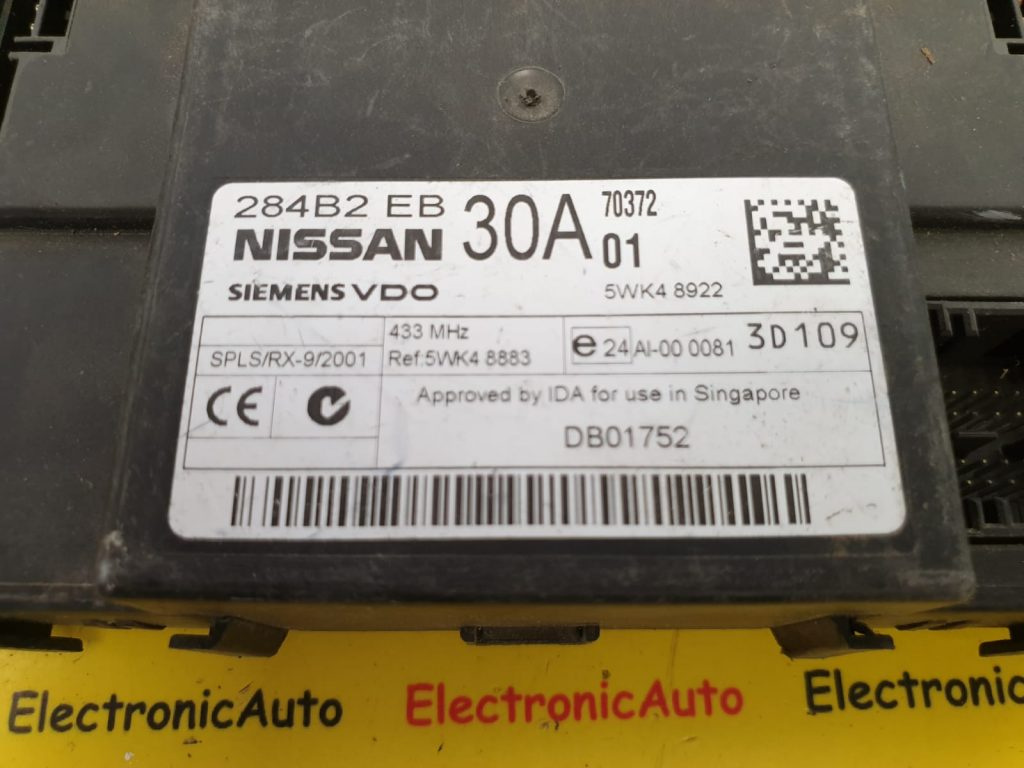 284B2 EB 30A 70372
NISSAN 01
SIEMENS VDO 5WK4 8922
433 MHz
SPLS/RX-9/2001 Ref:5WK4 8883 e 24 AI-00 0081 3D109
CE
Approved by IDA for use in Singapore
DB01752
ElectronicAuto ElectronicAuto ElectronicAuto